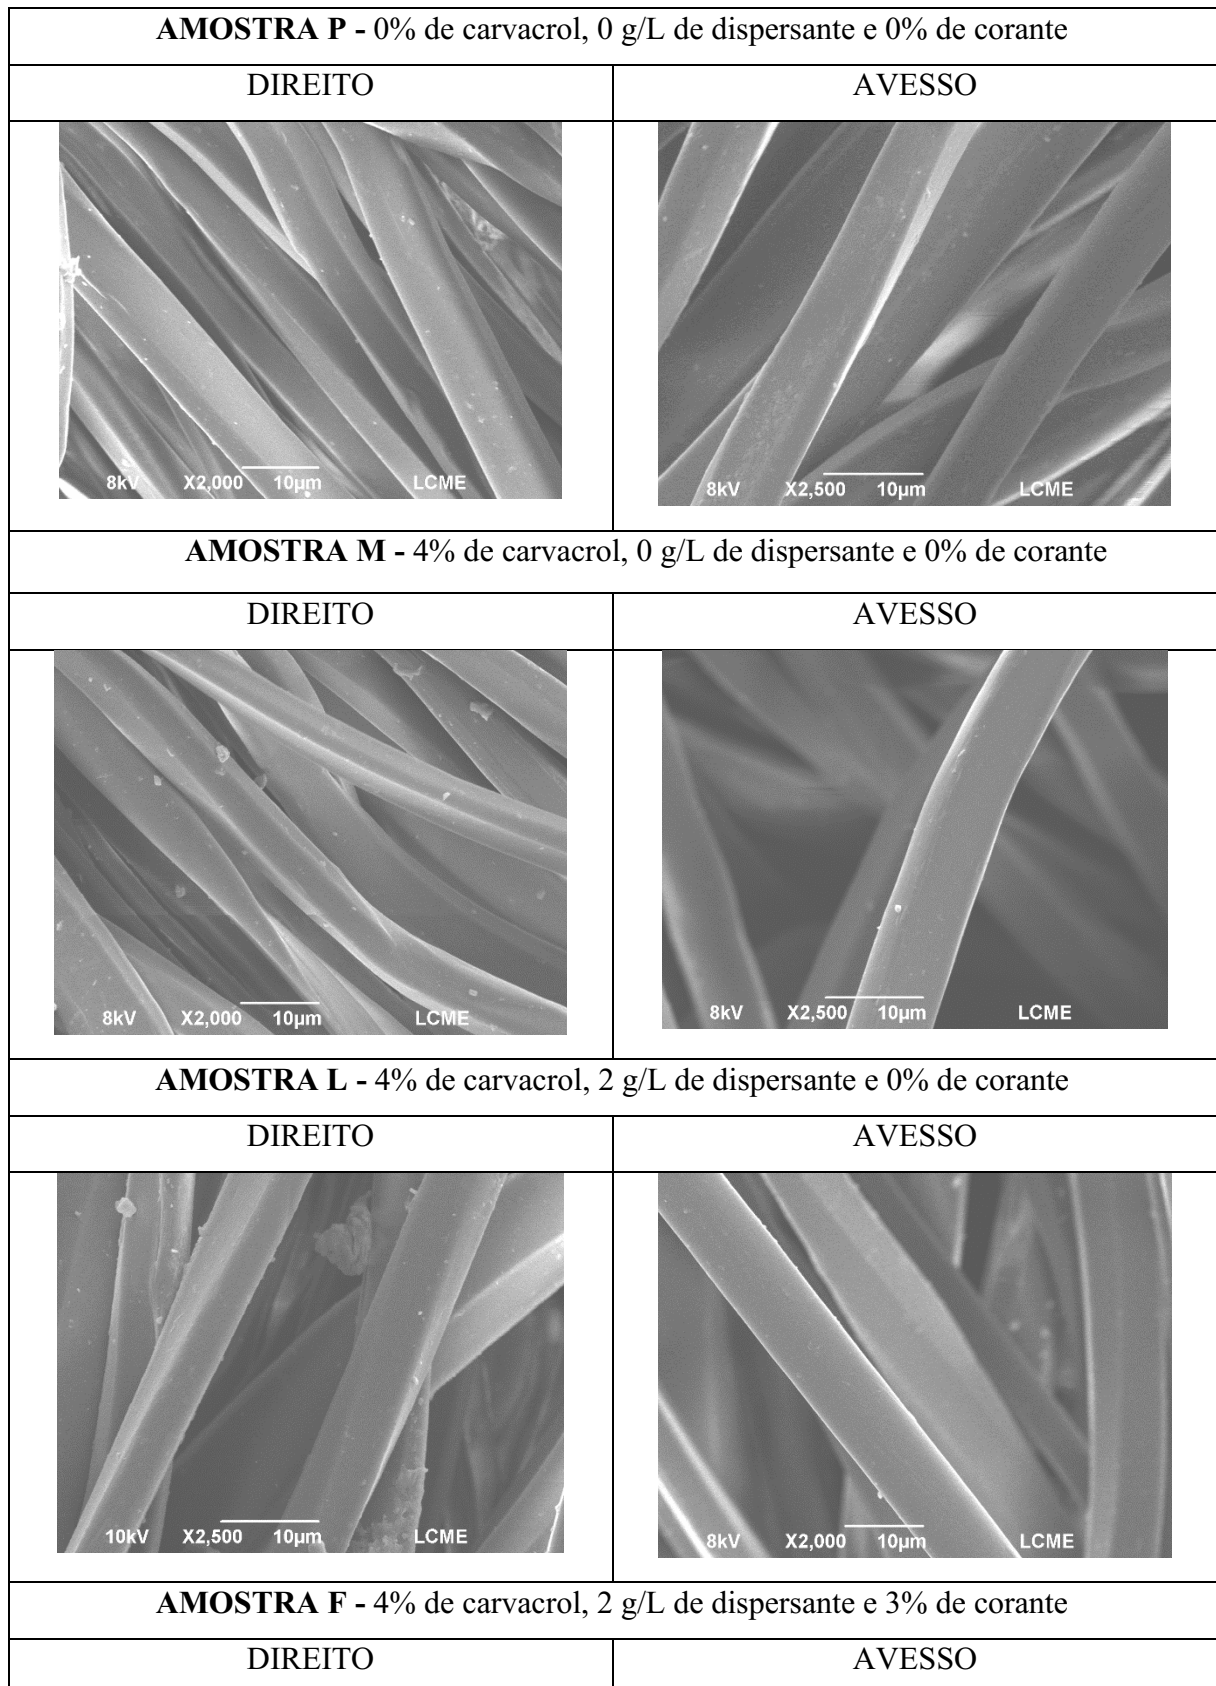 AMOSTRA P - 0% de carvacrol, 0 g/L de dispersante e 0% de corante
DIREITO AVESSO
8kV X2,000 10µm LCME
8kV X2,500 10µm LCME
AMOSTRA M - 4% de carvacrol, 0 g/L de dispersante e 0% de corante
DIREITO AVESSO
8kV X2,000 10µm LCME
8kV X2,500 10µm LCME
AMOSTRA L - 4% de carvacrol, 2 g/L de dispersante e 0% de corante
DIREITO AVESSO
10kV X2,500 10µm LCME
8kV X2,000 10µm LCME
AMOSTRA F - 4% de carvacrol, 2 g/L de dispersante e 3% de corante
DIREITO AVESSO